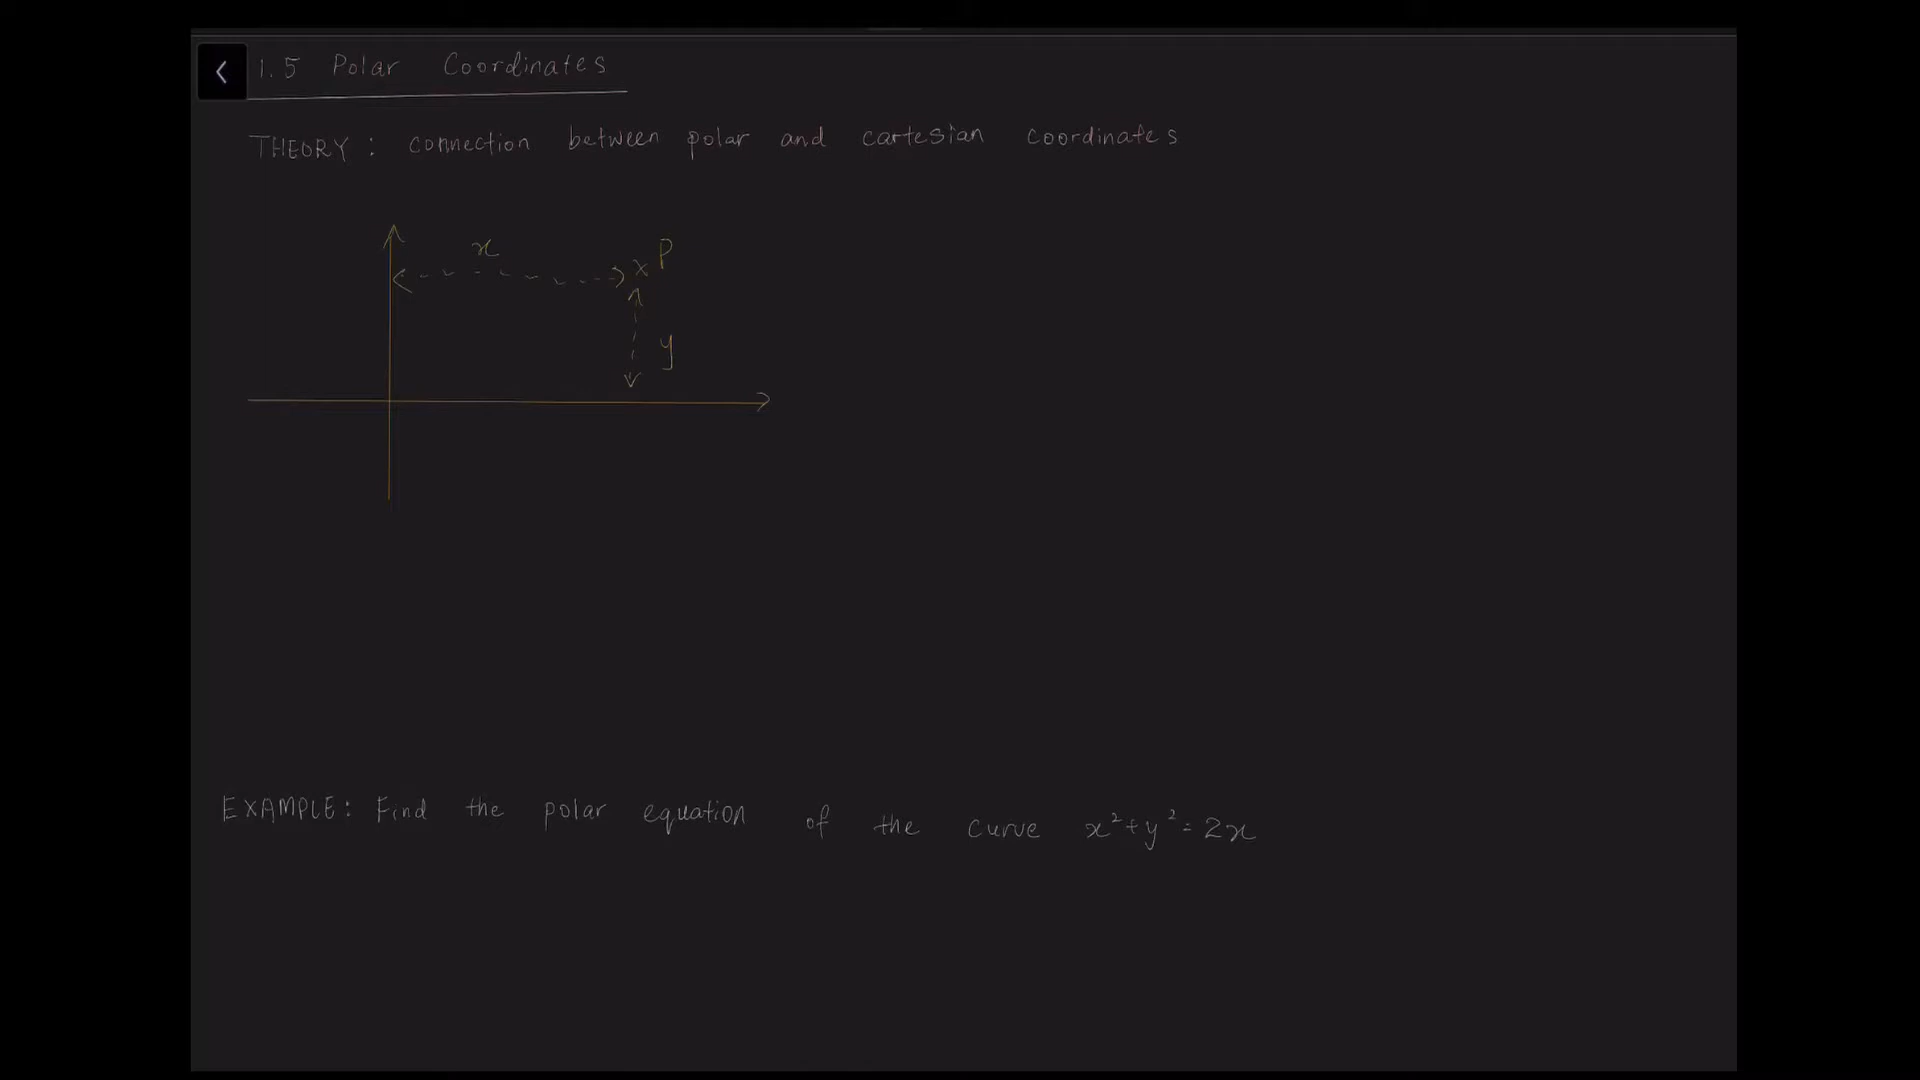 1.5 Polar Coordinates
THEORY: connection between polar and cartesian coordinates
x
P
y
EXAMPLE: Find the polar equation of the curve x²+y²=2x